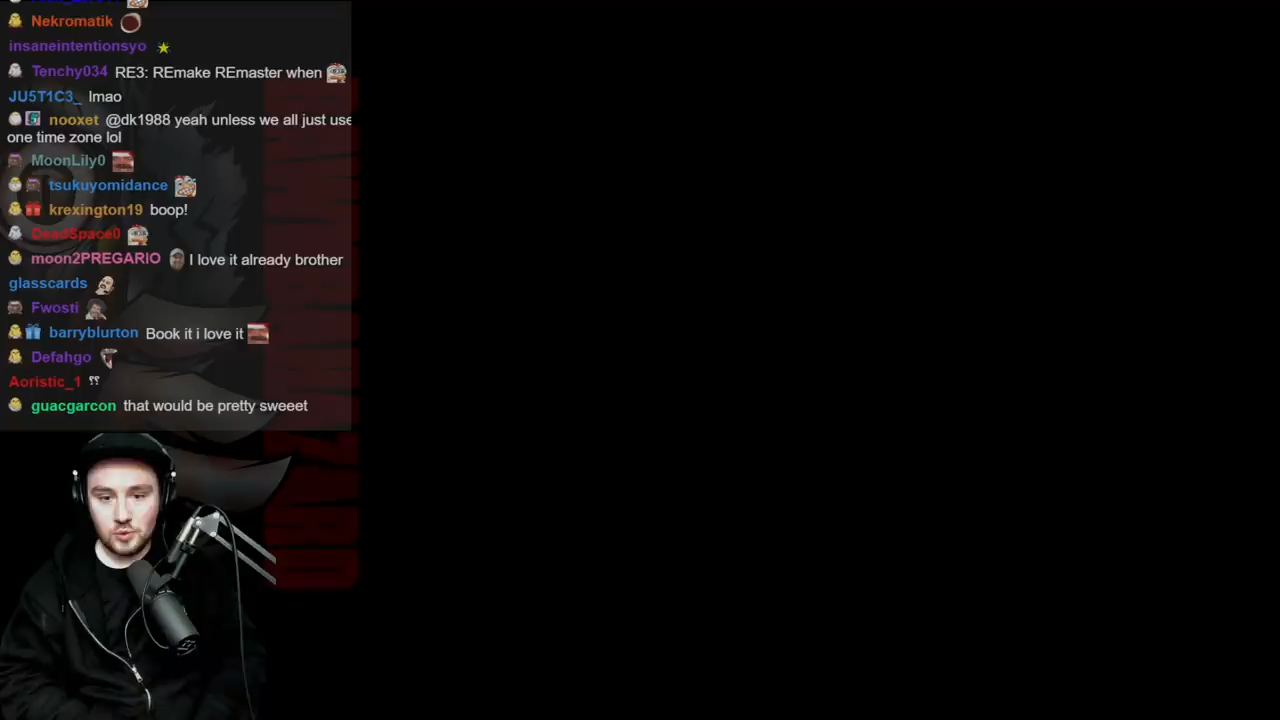 Nekromatik
insaneintentionsyo
Tenchy034 RE3: REmake REmaster when
JU5T1C3_ lmao
nooxet @dk1988 yeah unless we all just use
one time zone lol
MoonLily0
tsukuyomidance
krexington19 boop!
DeadSpace0
moon2PREGARIO I love it already brother
glasscards
Fwosti
barryblurton Book it i love it
Defahgo
Aoristic_1 ⸮⸮
guacgarcon that would be pretty sweeet